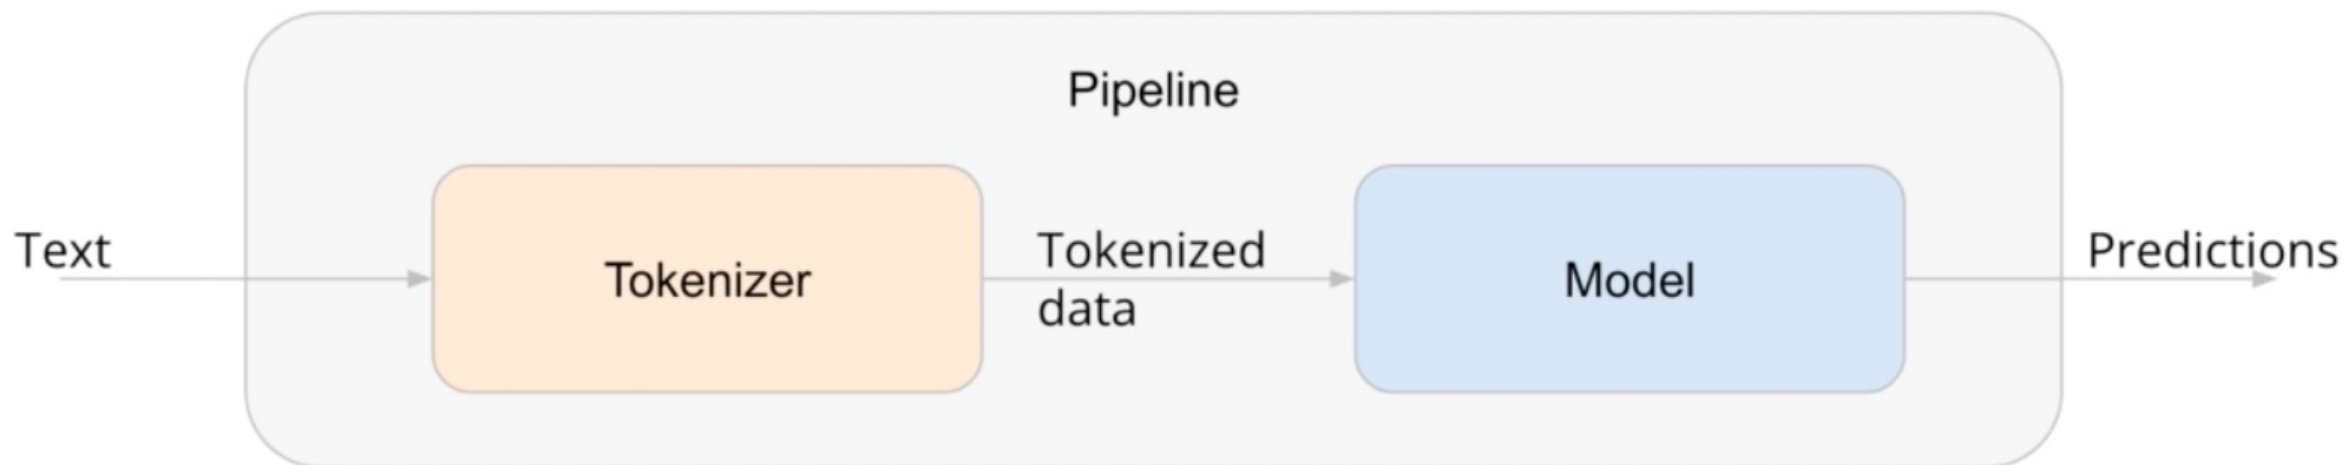 Pipeline
Text
Tokenizer
Tokenized
data
Model
Predictions